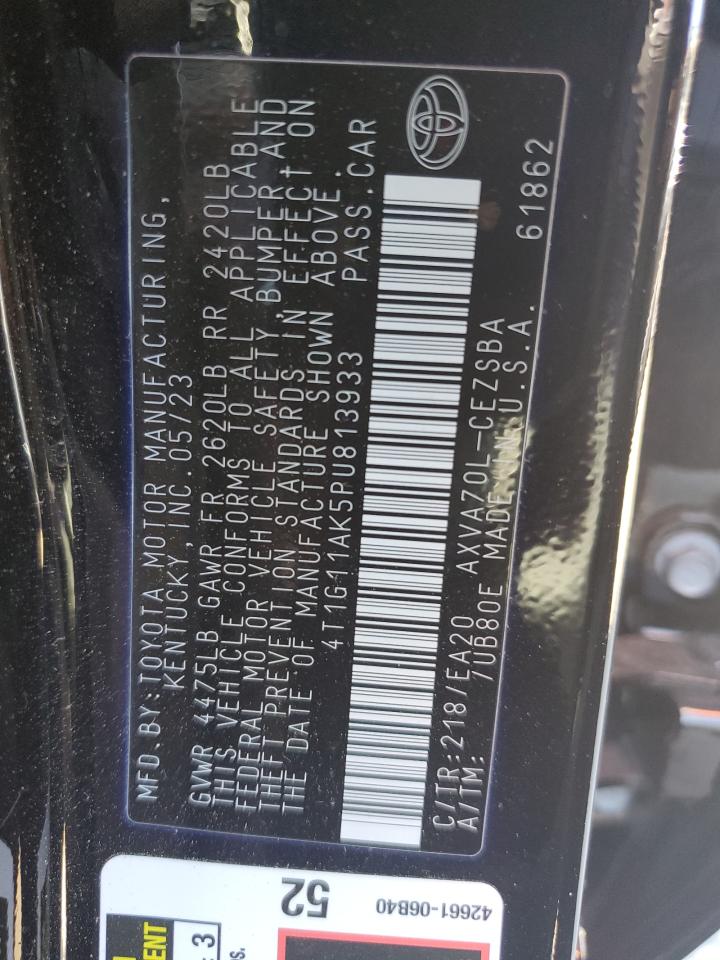 MFD.BY:TOYOTA MOTOR MANUFACTURING,
KENTUCKY,INC.05/23
GVWR 4475LB GAWR FR 2620LB RR 2420LB
THIS VEHICLE CONFORMS TO ALL APPLICABLE
FEDERAL MOTOR VEHICLE SAFETY, BUMPER AND
THEFT PREVENTION STANDARDS IN EFFECT ON
THE DATE OF MANUFACTURE SHOWN ABOVE.
4T1G11AK5PU813933 PASS.CAR
C/TR:218/EA20 AXVA70L-CEZSBA 61862
A/TM: /UB80E MADE IN U.S.A.
52
42661-06B40
3